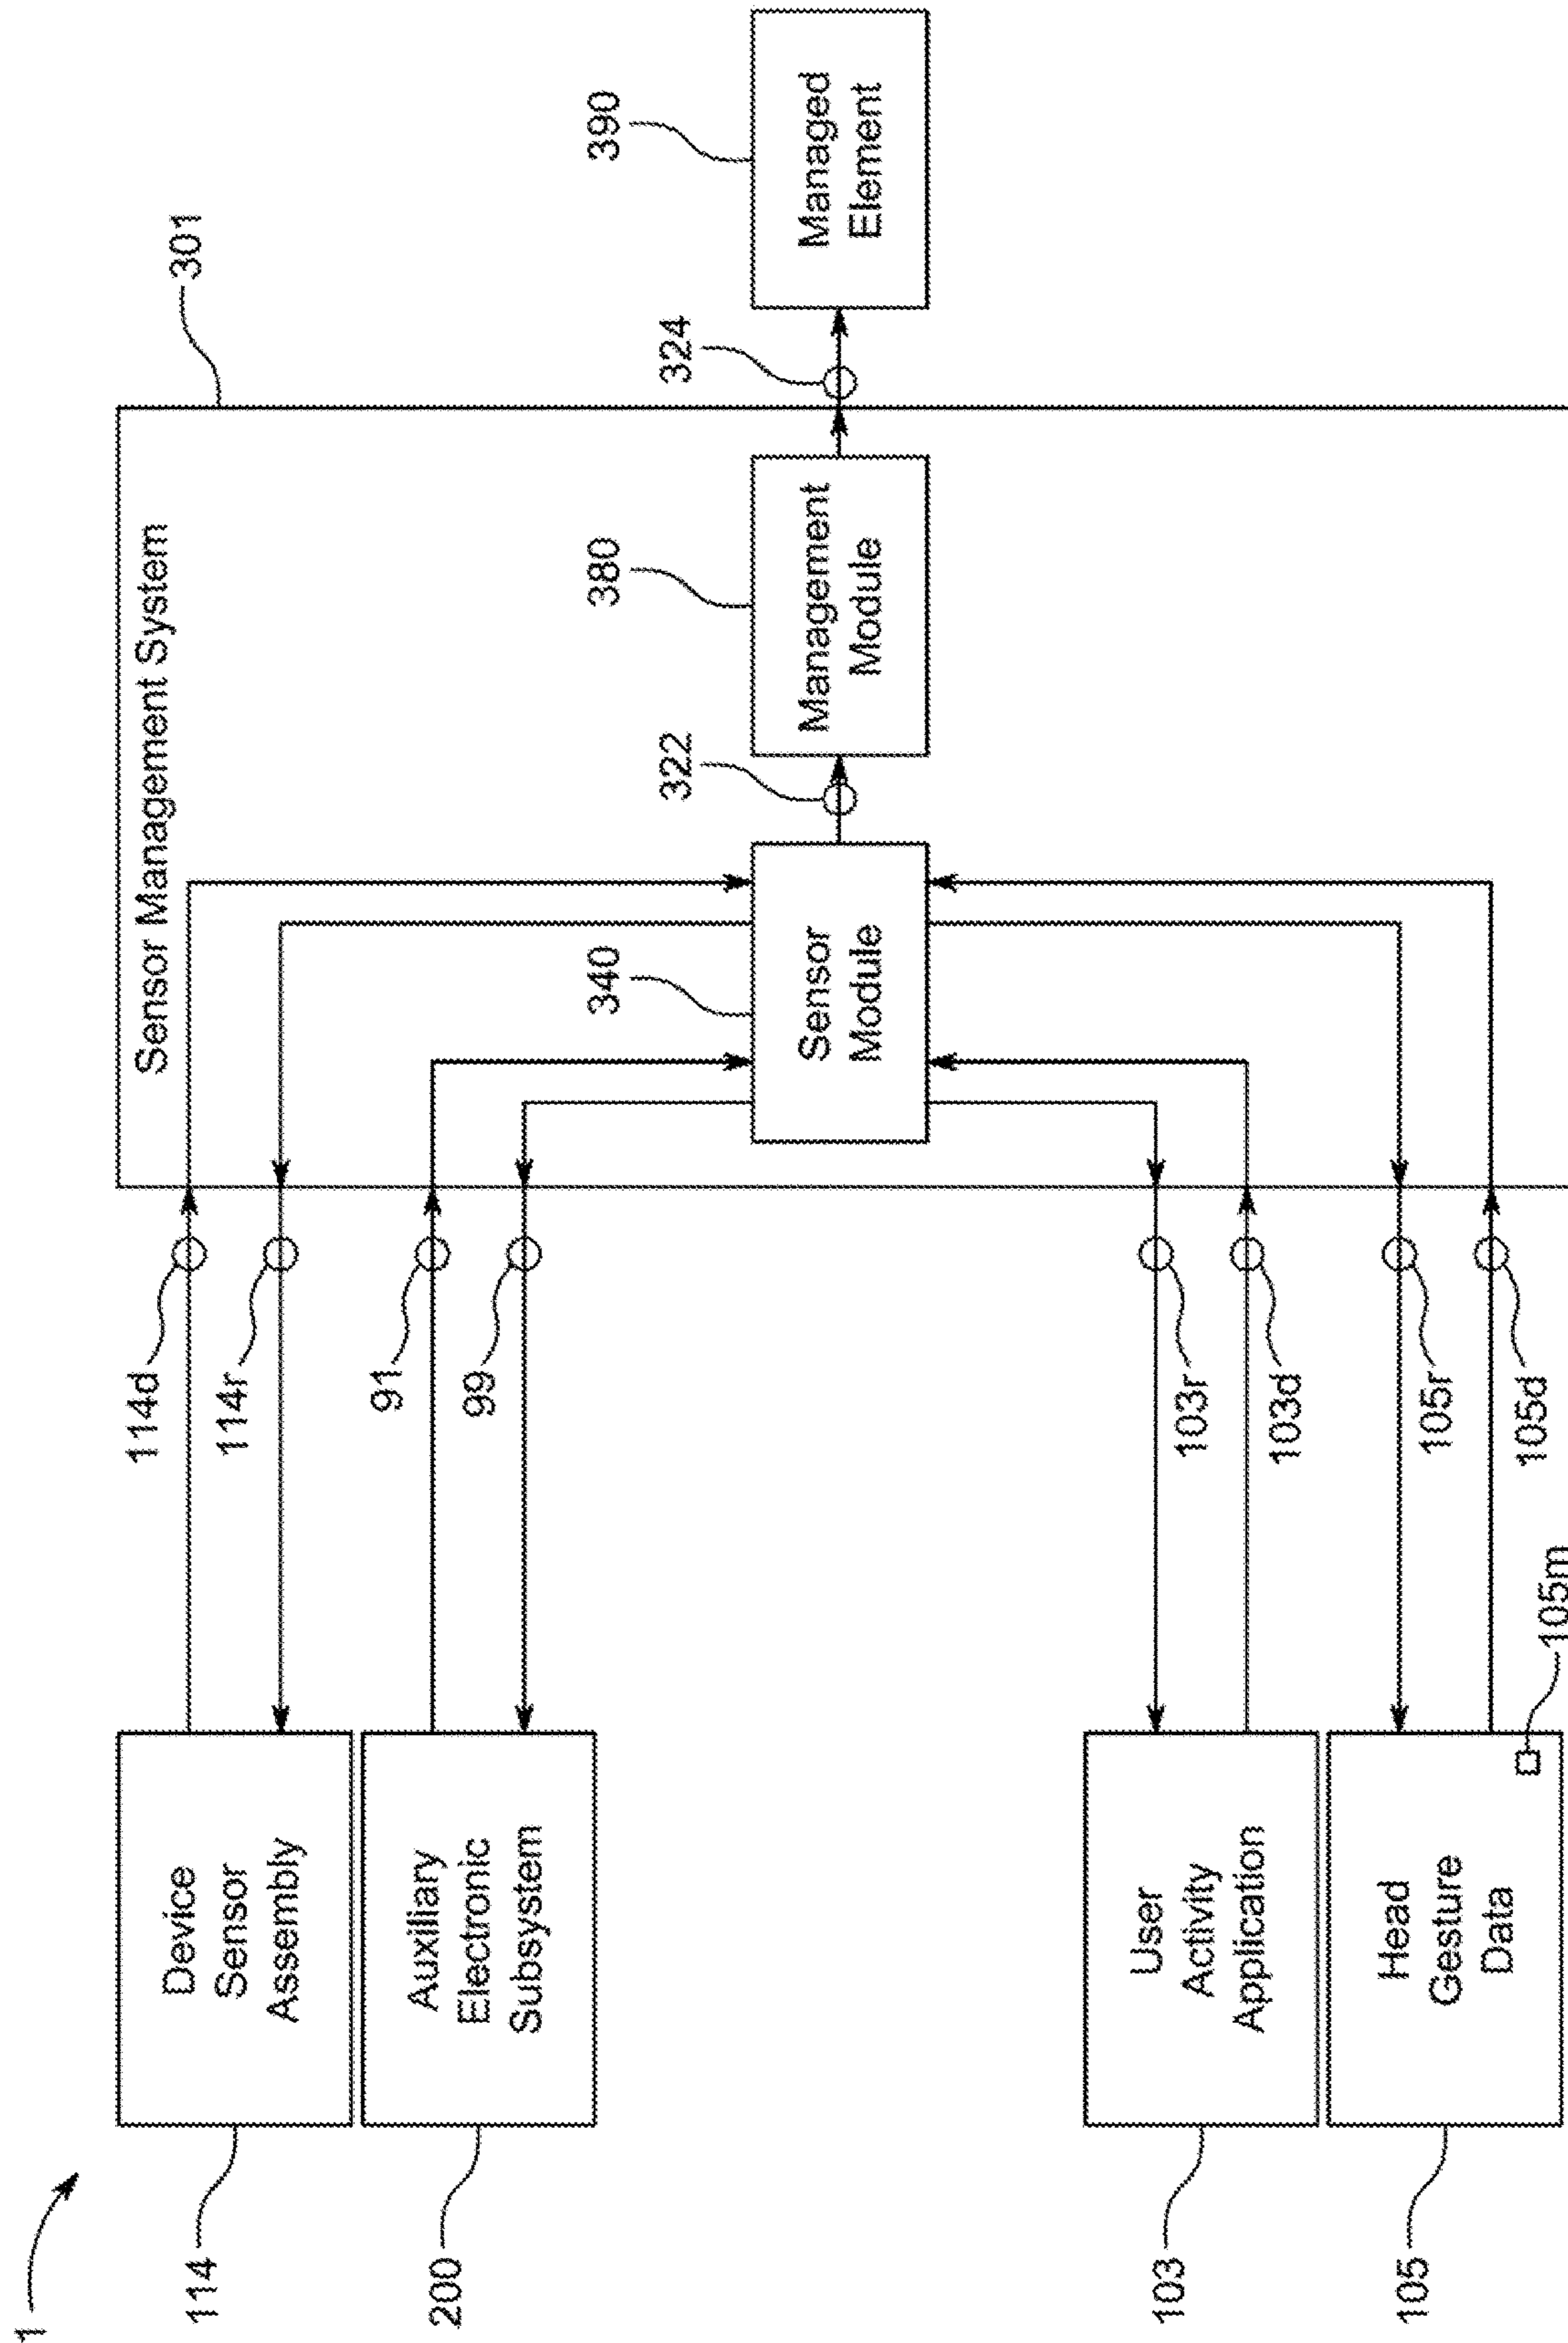 1
114
Device
Sensor
Assembly
200
Auxiliary
Electronic
Subsystem
103
User
Activity
Application
105
Head
Gesture
Data
105m
114d
114r
91
99
103r
103d
105r
105d
Sensor Management System
301
340
Sensor
Module
322
380
Management
Module
324
390
Managed
Element